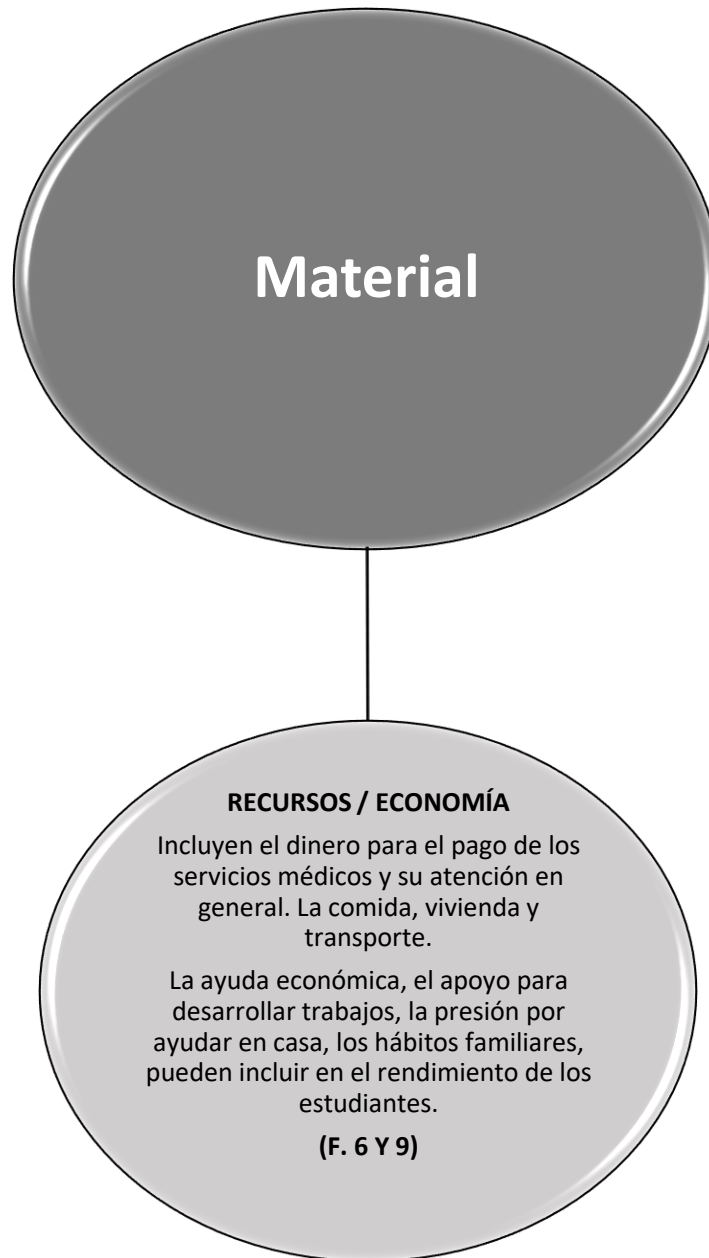 Material
RECURSOS / ECONOMÍA
Incluyen el dinero para el pago de los
servicios médicos y su atención en
general. La comida, vivienda y
transporte.
La ayuda económica, el apoyo para
desarrollar trabajos, la presión por
ayudar en casa, los hábitos familiares,
pueden incluir en el rendimiento de los
estudiantes.
(F. 6 Y 9)